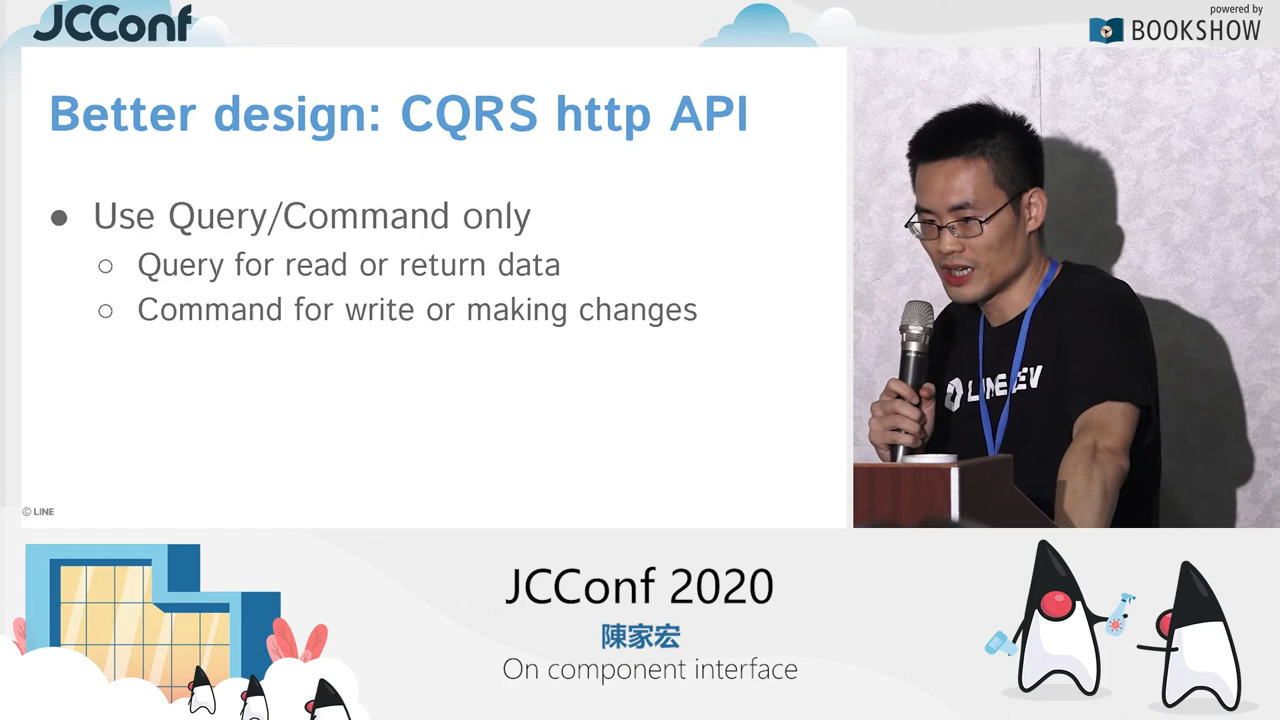 JCConf
powered by
BOOKSHOW
Better design: CQRS http API
● Use Query/Command only
○ Query for read or return data
○ Command for write or making changes
© LINE
JCConf 2020
陳家宏
On component interface